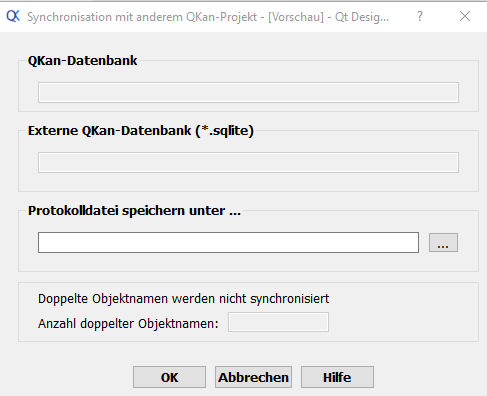 Synchronisation mit anderem QKan-Projekt - [Vorschau] - Qt Desig...
QKan-Datenbank
Externe QKan-Datenbank (*.sqlite)
Protokolldatei speichern unter ...
...
Doppelte Objektnamen werden nicht synchronisiert
Anzahl doppelter Objektnamen:
OK Abbrechen Hilfe